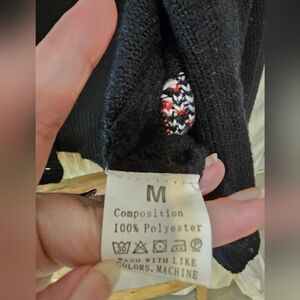 M
Composition
100% Polyester
WASH WITH LIKE
COLORS, MACHINE